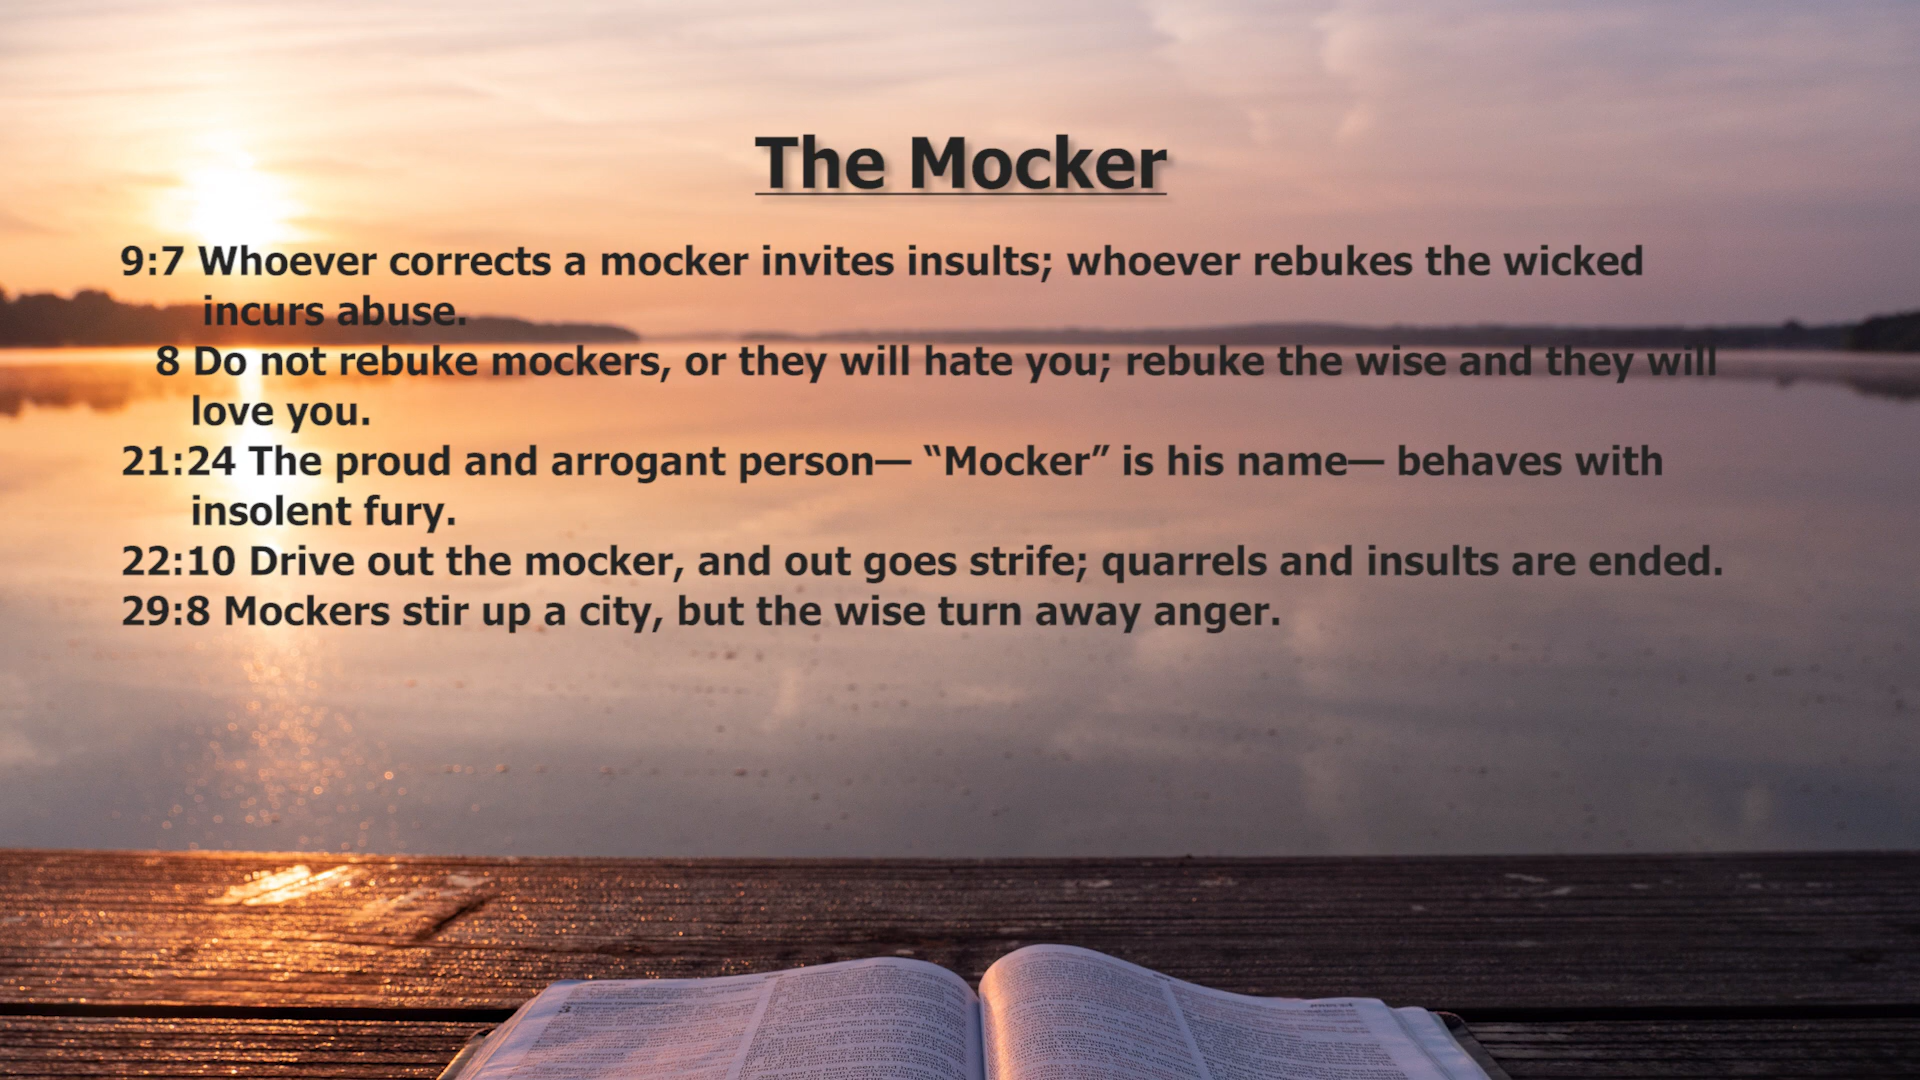 The Mocker
9:7 Whoever corrects a mocker invites insults; whoever rebukes the wicked
incurs abuse.
8 Do not rebuke mockers, or they will hate you; rebuke the wise and they will
love you.
21:24 The proud and arrogant person— “Mocker” is his name— behaves with
insolent fury.
22:10 Drive out the mocker, and out goes strife; quarrels and insults are ended.
29:8 Mockers stir up a city, but the wise turn away anger.